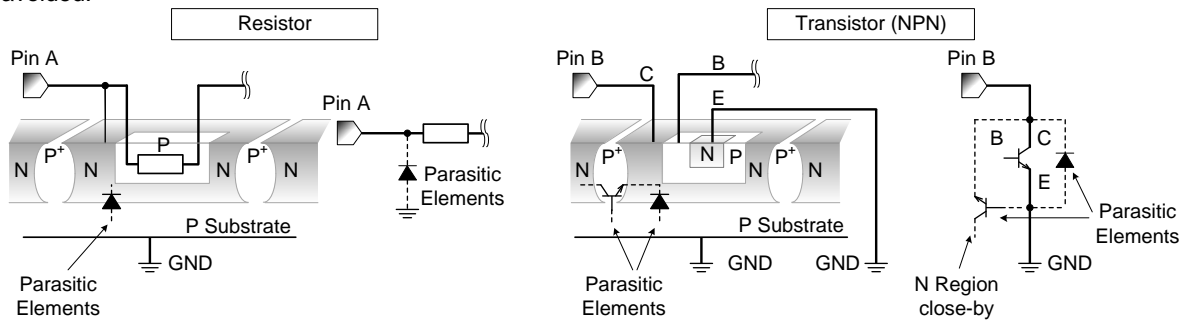 Resistor
Transistor (NPN)
Pin A
Pin A
P
N
P+
N
N
P+
N
Parasitic
Elements
P Substrate
GND
Parasitic
Elements
Pin B
C
B
E
N
P+
N
N
P
N
P+
N
P Substrate
GND
GND
Parasitic
Elements
Pin B
B
C
E
Parasitic
Elements
GND
N Region
close-by